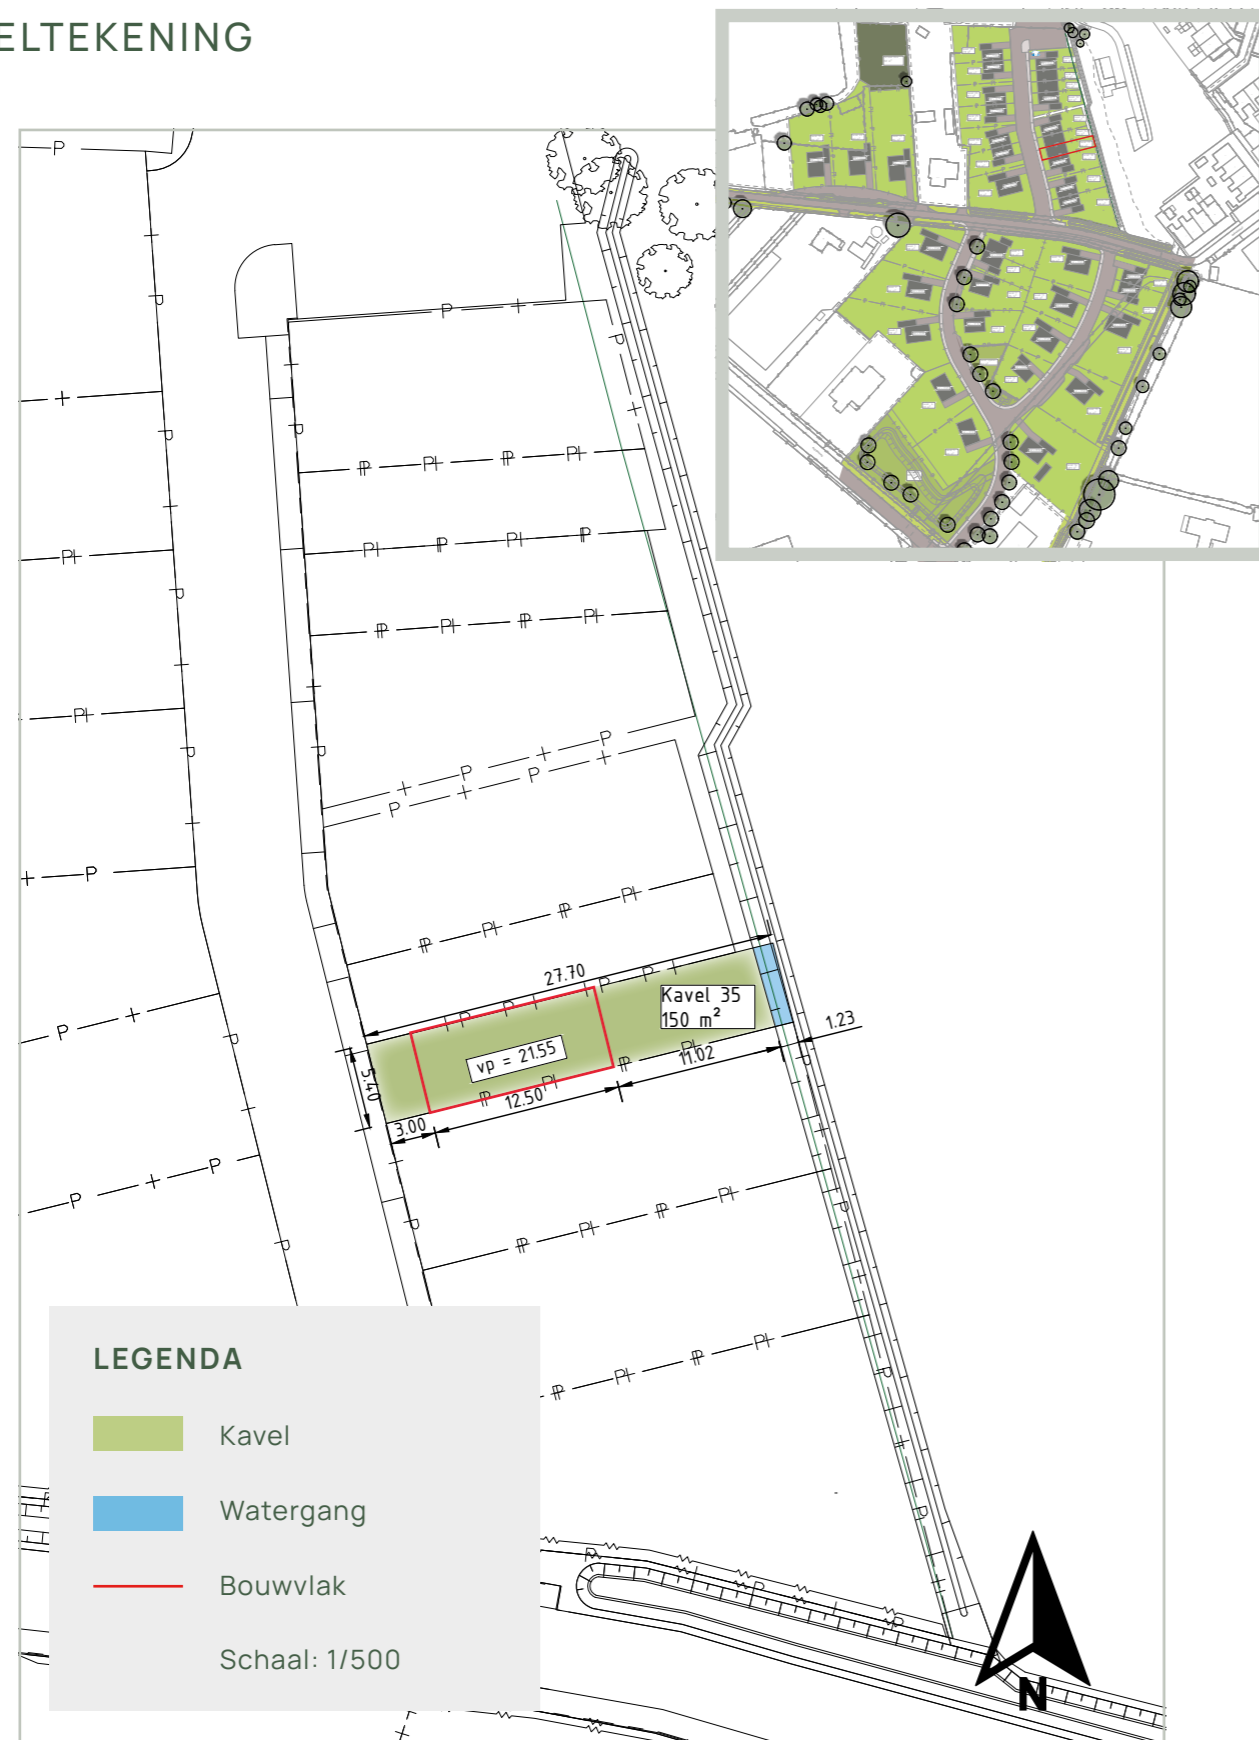 ELTEKENING
27.70
Kavel 35
150 m²
1.23
vp = 21.55
11.02
5.40
12.50
3.00
LEGENDA
Kavel
Watergang
Bouwvlak
Schaal: 1/500
N